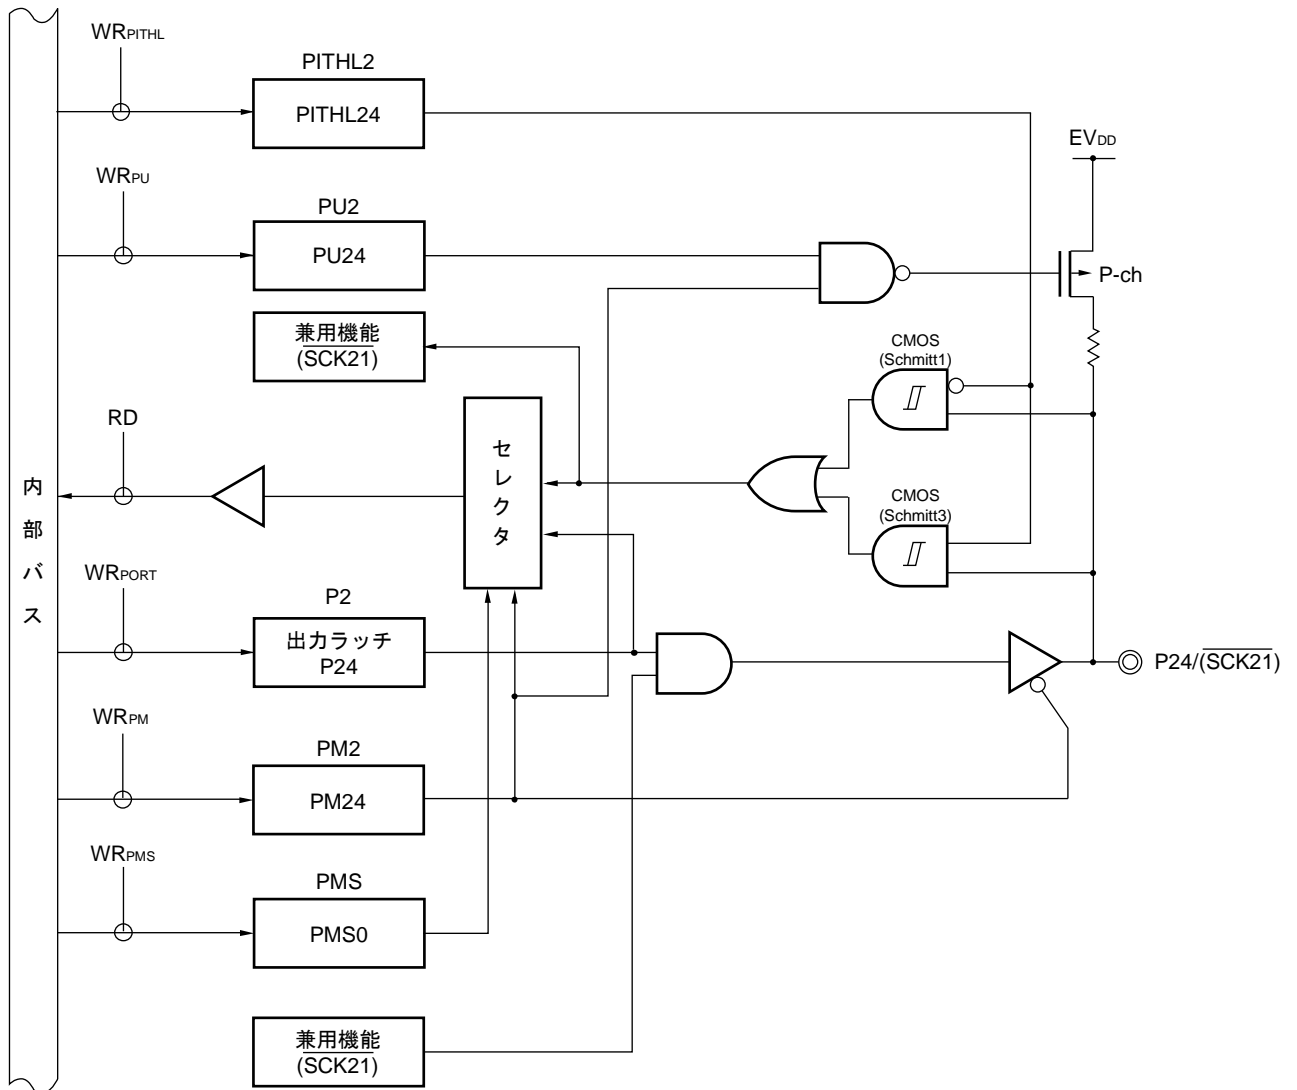 WRPITHL
PITHL2
PITHL24
EVDD
WRPU
PU2
PU24
P-ch
兼用機能
(SCK21)
CMOS
(Schmitt1)
RD
セレクタ
内部バス
CMOS
(Schmitt3)
WRPORT
P2
出力ラッチ
P24
P24/(SCK21)
WRPM
PM2
PM24
WRPMS
PMS
PMS0
兼用機能
(SCK21)